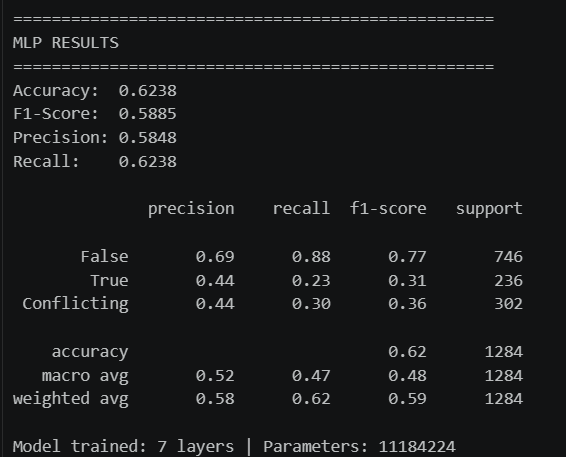 ==================================================
MLP RESULTS
==================================================
Accuracy:  0.6238
F1-Score:  0.5885
Precision: 0.5848
Recall:    0.6238
              precision    recall  f1-score   support
       False       0.69      0.88      0.77       746
        True       0.44      0.23      0.31       236
 Conflicting       0.44      0.30      0.36       302
    accuracy                           0.62      1284
   macro avg       0.52      0.47      0.48      1284
weighted avg       0.58      0.62      0.59      1284
Model trained: 7 layers | Parameters: 11184224